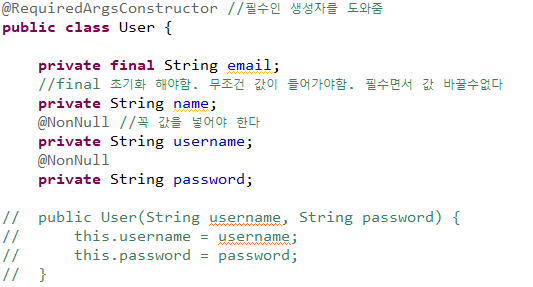 @RequiredArgsConstructor //필수인 생성자를 도와줌
public class User {
private final String email;
//final 초기화 해야함. 무조건 값이 들어가야함. 필수면서 값 바꿀수없다
private String name;
@NonNull //꼭 값을 넣어야 한다
private String username;
@NonNull
private String password;
// public User(String username, String password) {
// this.username = username;
// this.password = password;
// }